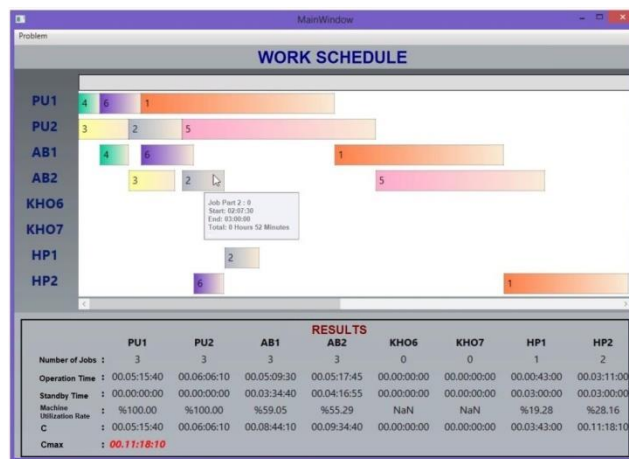 MainWindow
Problem
WORK SCHEDULE
PU1 4 6 1
PU2 3 2 5
AB1 4 6 1
AB2 3 2 5
KHO6
KHO7
HP1 2
HP2 6 1
Job Part 2 : 0
Start: 02:07:30
End: 03:00:00
Total: 0 Hours 52 Minutes
RESULTS
PU1 PU2 AB1 AB2 KHO6 KHO7 HP1 HP2
Number of Jobs : 3 3 3 3 0 0 1 2
Operation Time : 00.05:15:40 00.06:06:10 00.05:09:30 00.05:17:45 00.00:00:00 00.00:00:00 00.00:43:00 00.03:11:00
Standby Time : 00.00:00:00 00.00:00:00 00.03:34:40 00.04:16:55 00.00:00:00 00.00:00:00 00.03:00:00 00.03:00:00
Machine Utilization Rate : %100.00 %100.00 %59.05 %55.29 NaN NaN %19.28 %28.16
C : 00.05:15:40 00.06:06:10 00.08:44:10 00.09:34:40 00.00:00:00 00.00:00:00 00.03:43:00 00.11:18:10
Cmax : 00.11:18:10